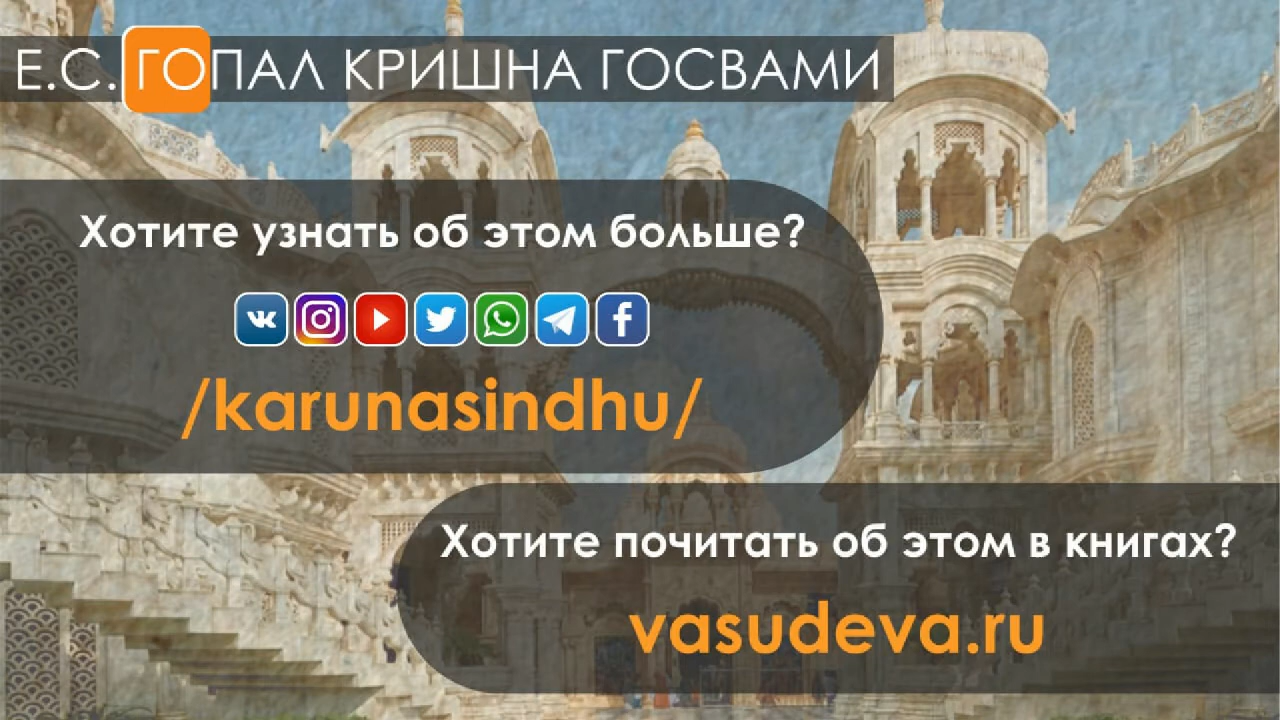 Е.С. ГОПАЛ КРИШНА ГОСВАМИ
Хотите узнать об этом больше?
/karunasindhu/
Хотите почитать об этом в книгах?
vasudeva.ru